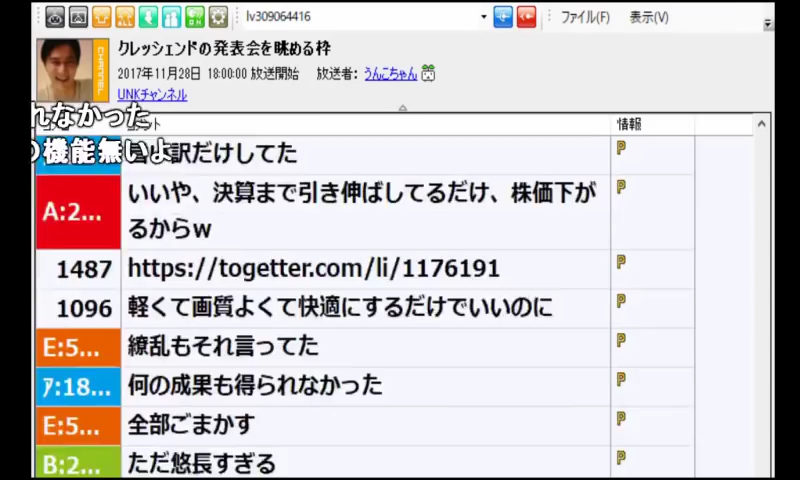 lv309064416
ファイル(F) 表示(V)
CHANNEL
クレッシェンドの発表会を眺める枠
2017年11月28日 18:00:00 放送開始 放送者: うんこちゃん
UNKチャンネル
れなかった
情報
の機能無いよ
訳だけしてた P
A:2... いいや、決算まで引き伸ばしてるだけ、株価下が P
るからw
1487 https://togetter.com/li/1176191 P
1096 軽くて画質よくて快適にするだけでいいのに P
E:5... 繚乱もそれ言ってた P
ｱ:18... 何の成果も得られなかった P
E:5... 全部ごまかす P
B:2... ただ悠長すぎる P